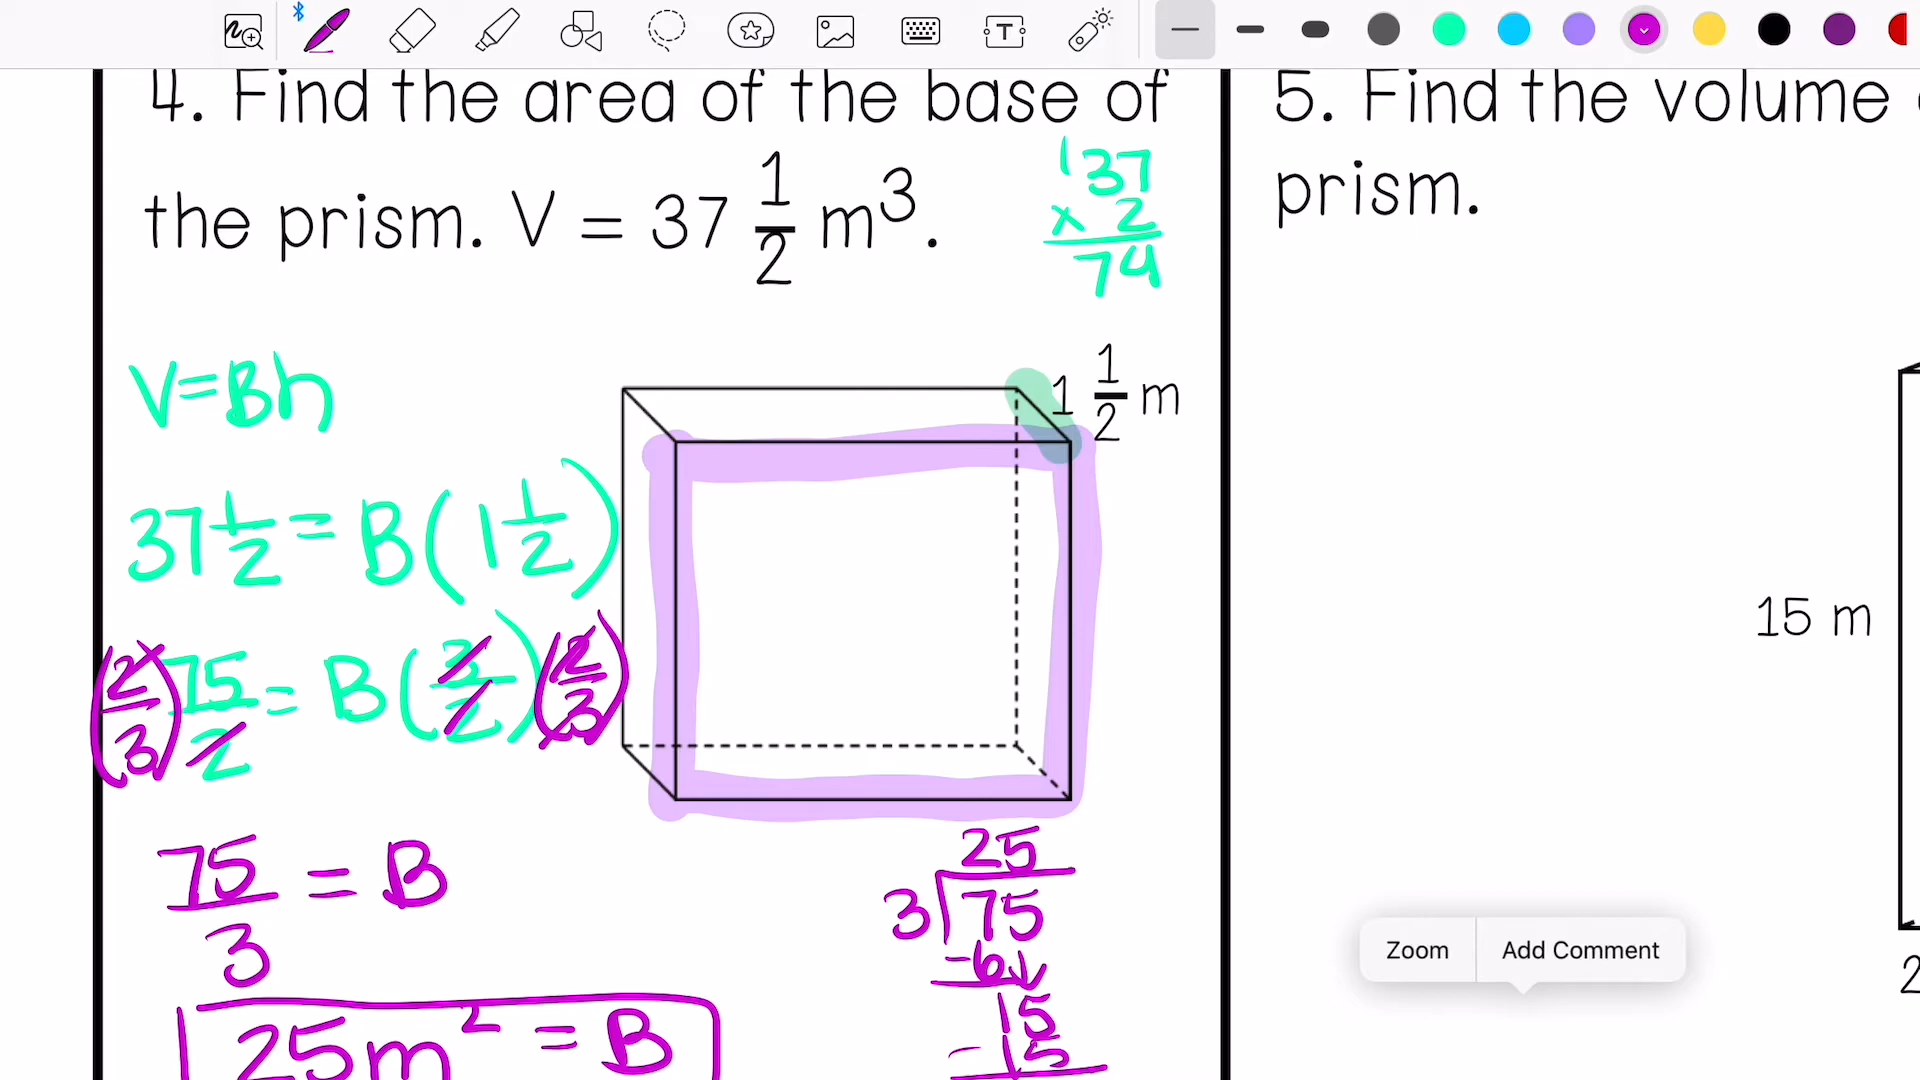 4. Find the area of the base of
the prism. V = 37 1/2 m³.
37
x 2
74
1
V=Bh
1 1/2 m
37 1/2 = B(1 1/2)
(2/3) 75/2 = B(3/2)(2/3)
75/3 = B
25m² = B
25
3 75
-6↓
15
-15
5. Find the volume
prism.
15 m
2
Zoom
Add Comment
T